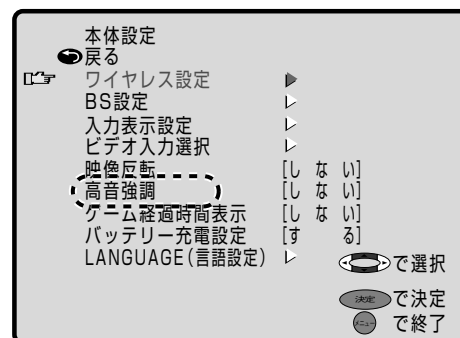 本体設定
戻る
ワイヤレス設定
BS設定
入力表示設定
ビデオ入力選択
映像反転 [しない]
高音強調 [しない]
ゲーム経過時間表示 [しない]
バッテリー充電設定 [する]
LANGUAGE(言語設定)
で選択
決定 で決定
メニュー で終了